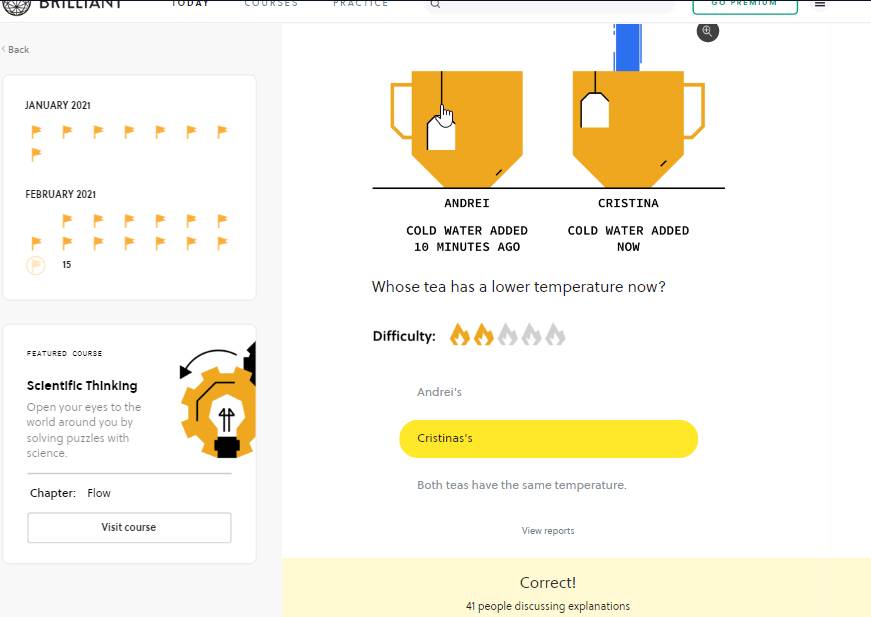 BRILLIANT
TODAY
COURSES
PRACTICE
GO PREMIUM
Back
JANUARY 2021
FEBRUARY 2021
15
FEATURED COURSE
Scientific Thinking
Open your eyes to the
world around you by
solving puzzles with
science.
Chapter: Flow
Visit course
ANDREI
CRISTINA
COLD WATER ADDED
10 MINUTES AGO
COLD WATER ADDED
NOW
Whose tea has a lower temperature now?
Difficulty:
Andrei's
Cristinas's
Both teas have the same temperature.
View reports
Correct!
41 people discussing explanations